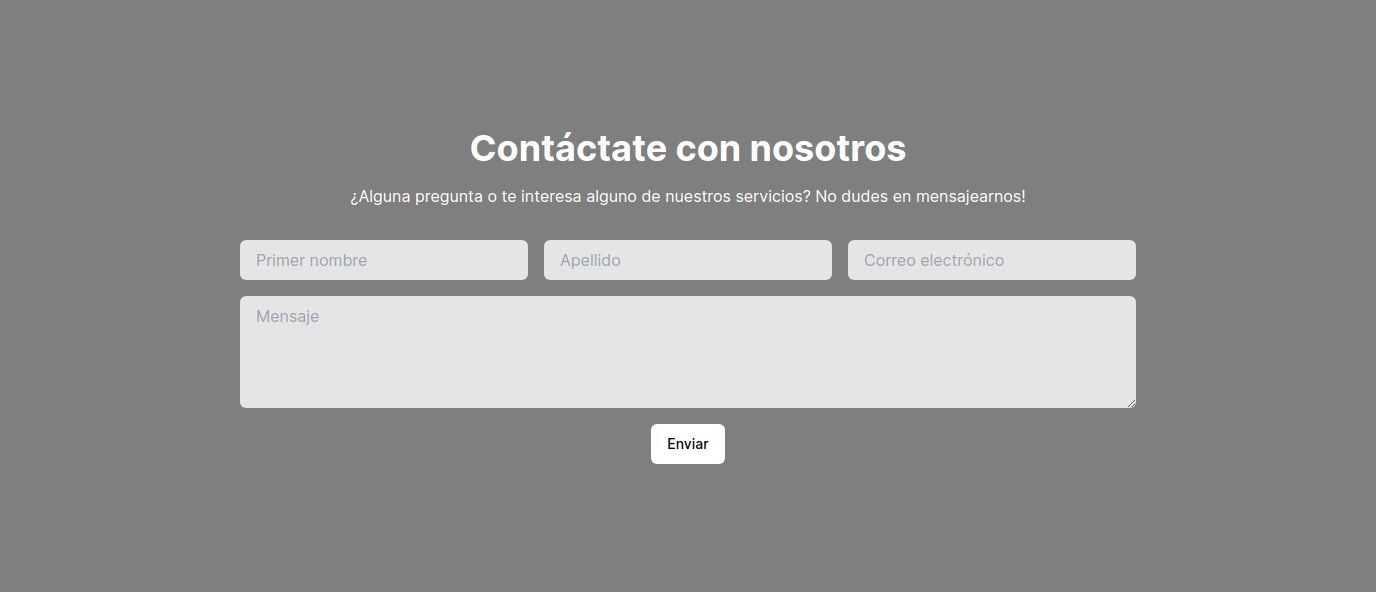 Contáctate con nosotros
¿Alguna pregunta o te interesa alguno de nuestros servicios? No dudes en mensajearnos!
Primer nombre
Apellido
Correo electrónico
Mensaje
Enviar